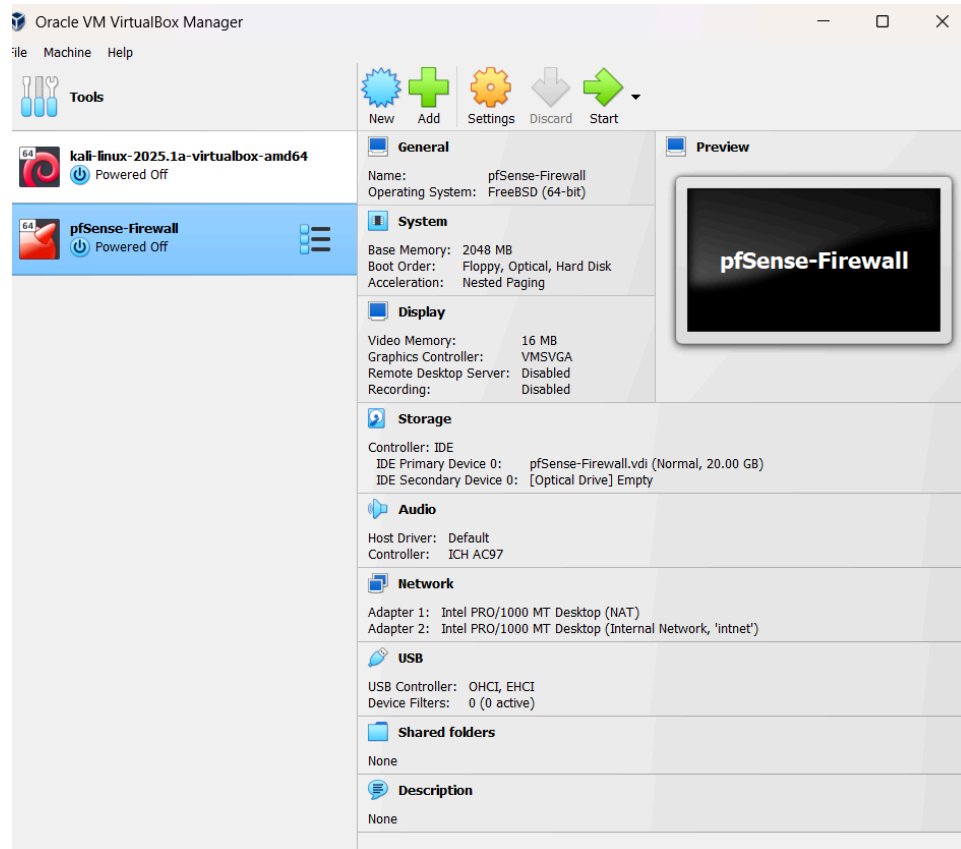 Oracle VM VirtualBox Manager
File Machine Help
Tools
New Add Settings Discard Start
64
kali-linux-2025.1a-virtualbox-amd64
Powered Off
64
pfSense-Firewall
Powered Off
General
Name: pfSense-Firewall
Operating System: FreeBSD (64-bit)
System
Base Memory: 2048 MB
Boot Order: Floppy, Optical, Hard Disk
Acceleration: Nested Paging
Display
Video Memory: 16 MB
Graphics Controller: VMSVGA
Remote Desktop Server: Disabled
Recording: Disabled
Preview
pfSense-Firewall
Storage
Controller: IDE
IDE Primary Device 0: pfSense-Firewall.vdi (Normal, 20.00 GB)
IDE Secondary Device 0: [Optical Drive] Empty
Audio
Host Driver: Default
Controller: ICH AC97
Network
Adapter 1: Intel PRO/1000 MT Desktop (NAT)
Adapter 2: Intel PRO/1000 MT Desktop (Internal Network, 'intnet')
USB
USB Controller: OHCI, EHCI
Device Filters: 0 (0 active)
Shared folders
None
Description
None